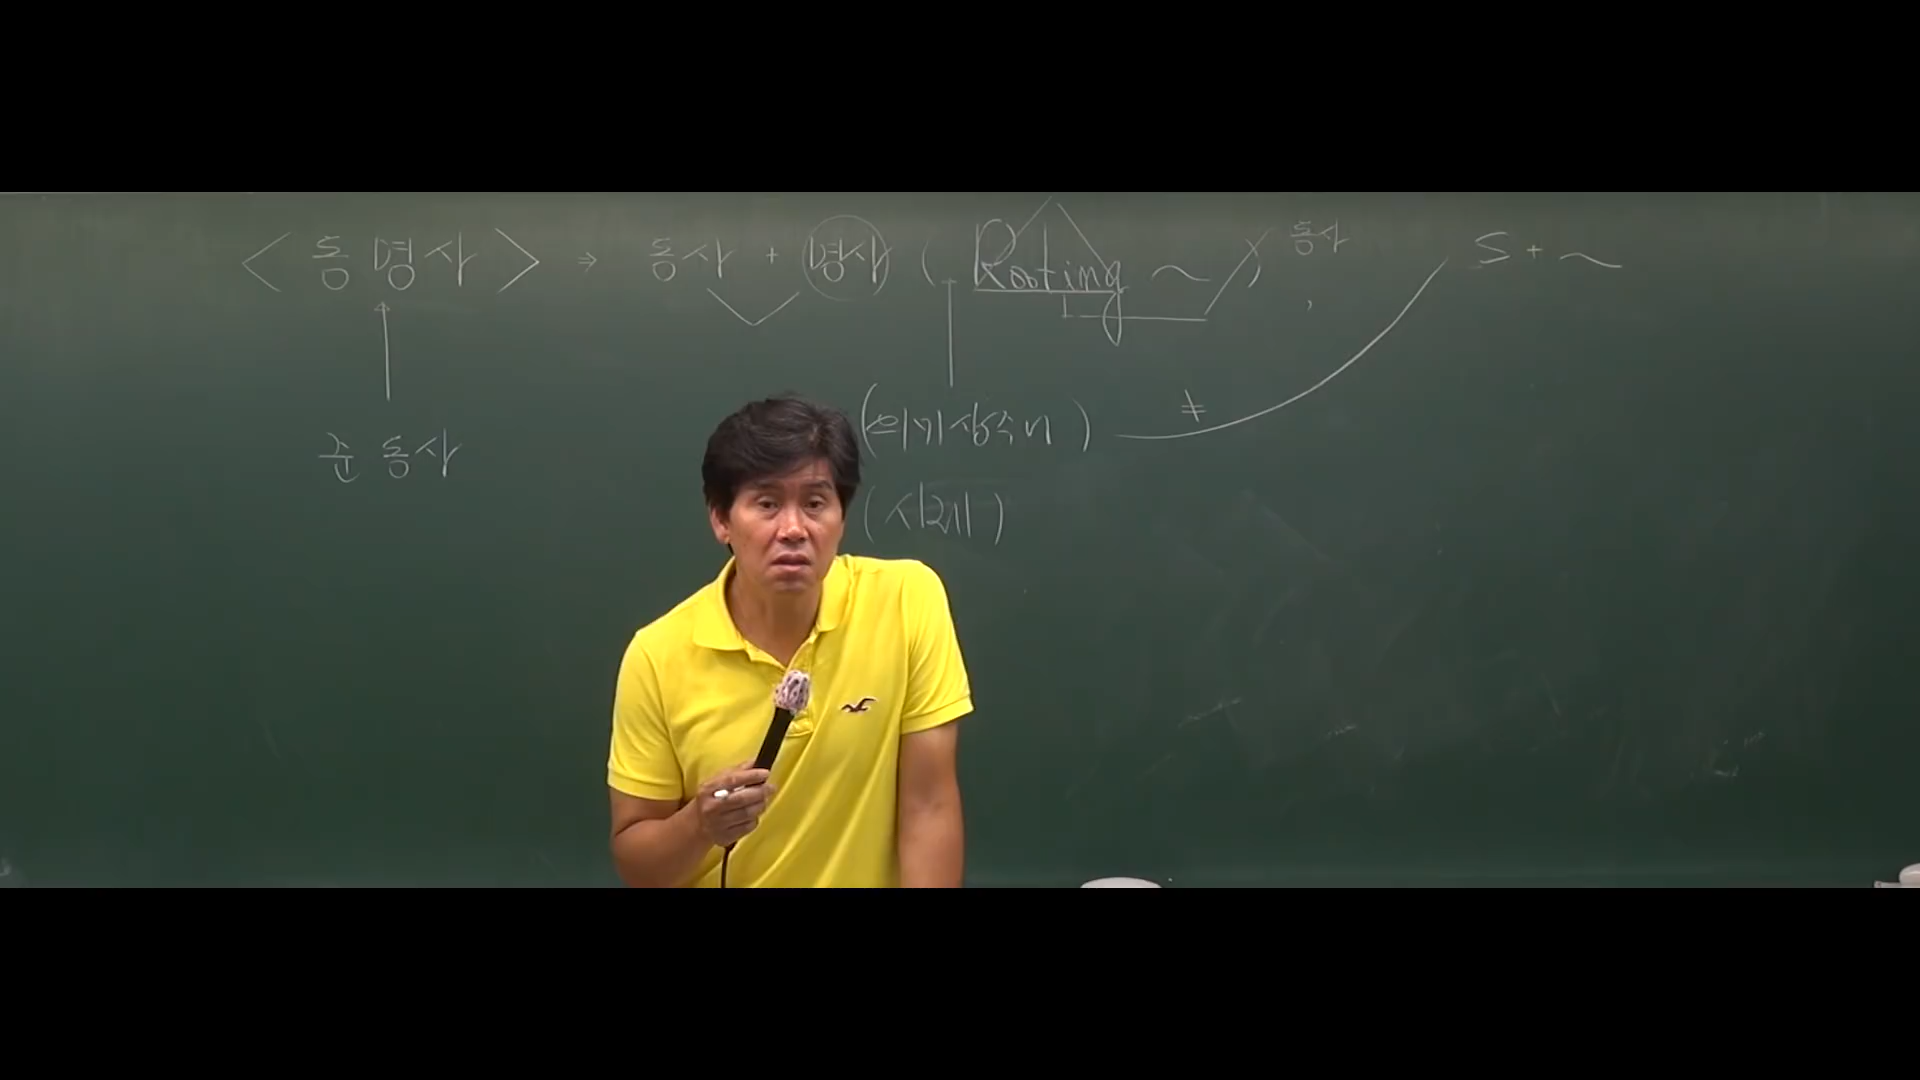 < 동명사 > ⇒ 동사 + 명사 ( Rooting ~ ) 동사 , S + ~
(의미상주어) ≠
준동사
(시제)